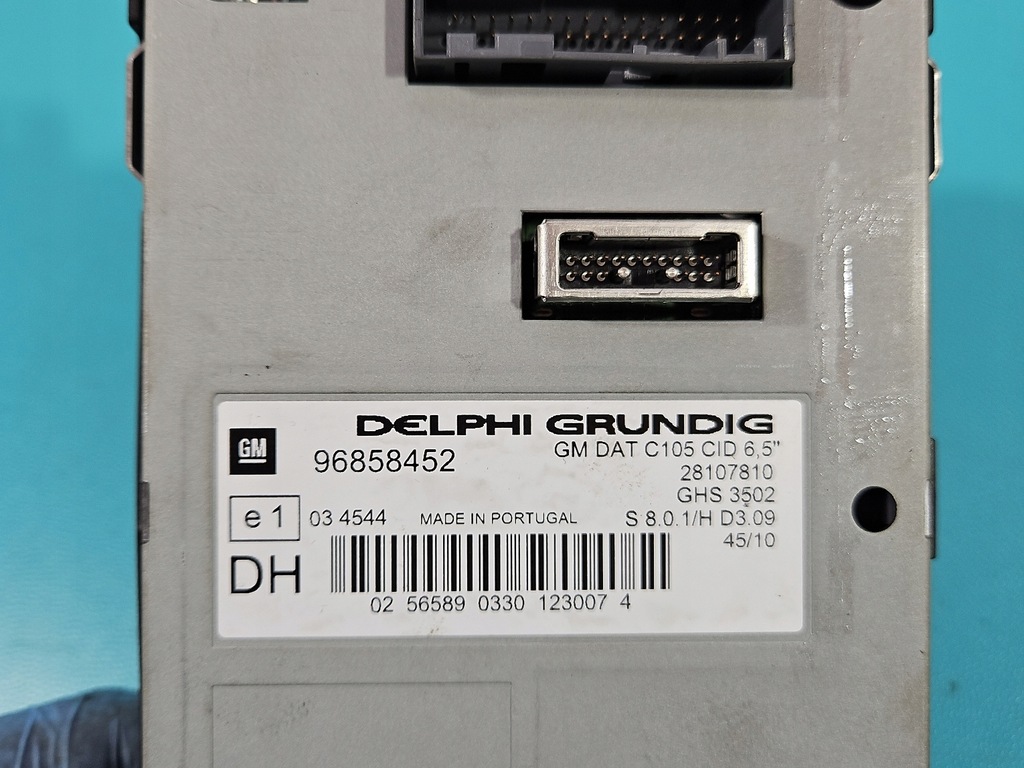 DELPHI GRUNDIG
GM
96858452
GM DAT C105 CID 6,5"
28107810
GHS 3502
e 1
03 4544
MADE IN PORTUGAL
S 8.0.1/H D3.09
45/10
DH
02 56589 0330 123007 4